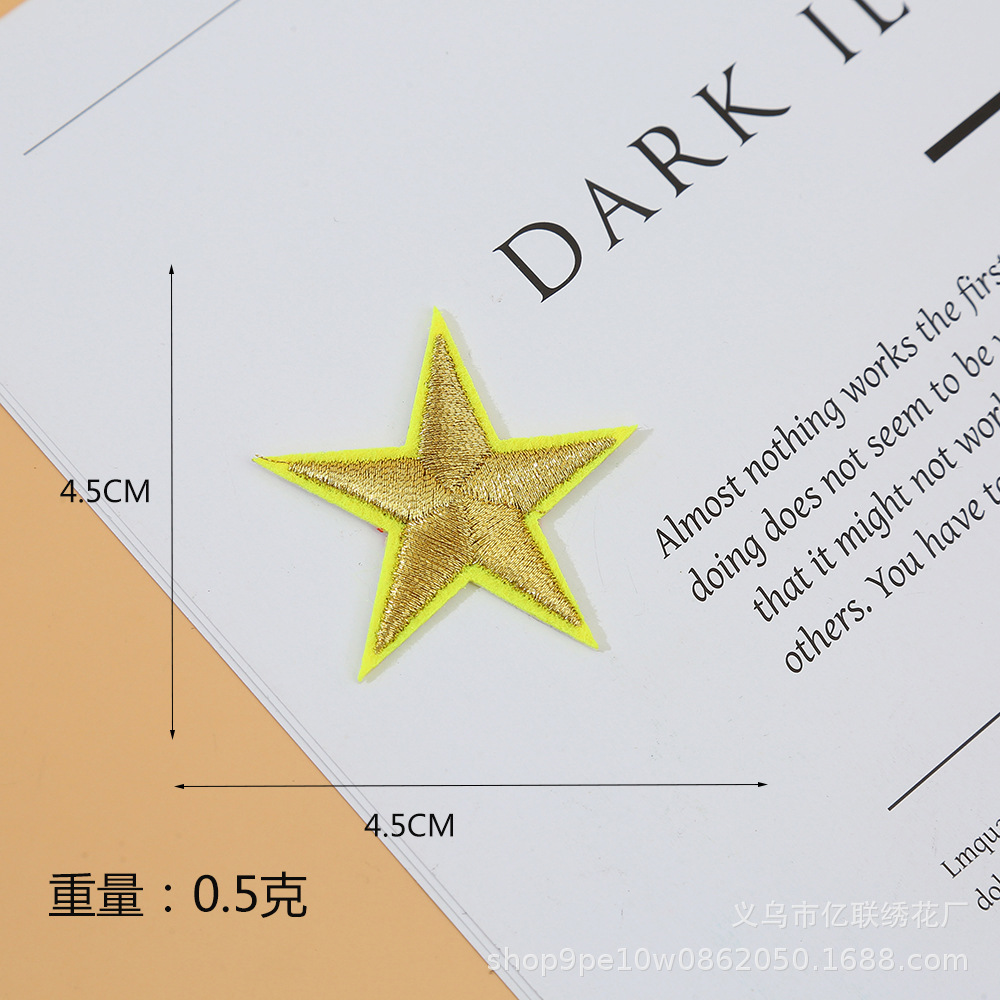 DARK
Almost nothing works the first
doing does not seem to be
that it might not work
others. You have to
4.5CM
4.5CM
重量：0.5克
Lmqua
dol
义乌市亿联绣花厂
shop9pe10w0862050.1688.com